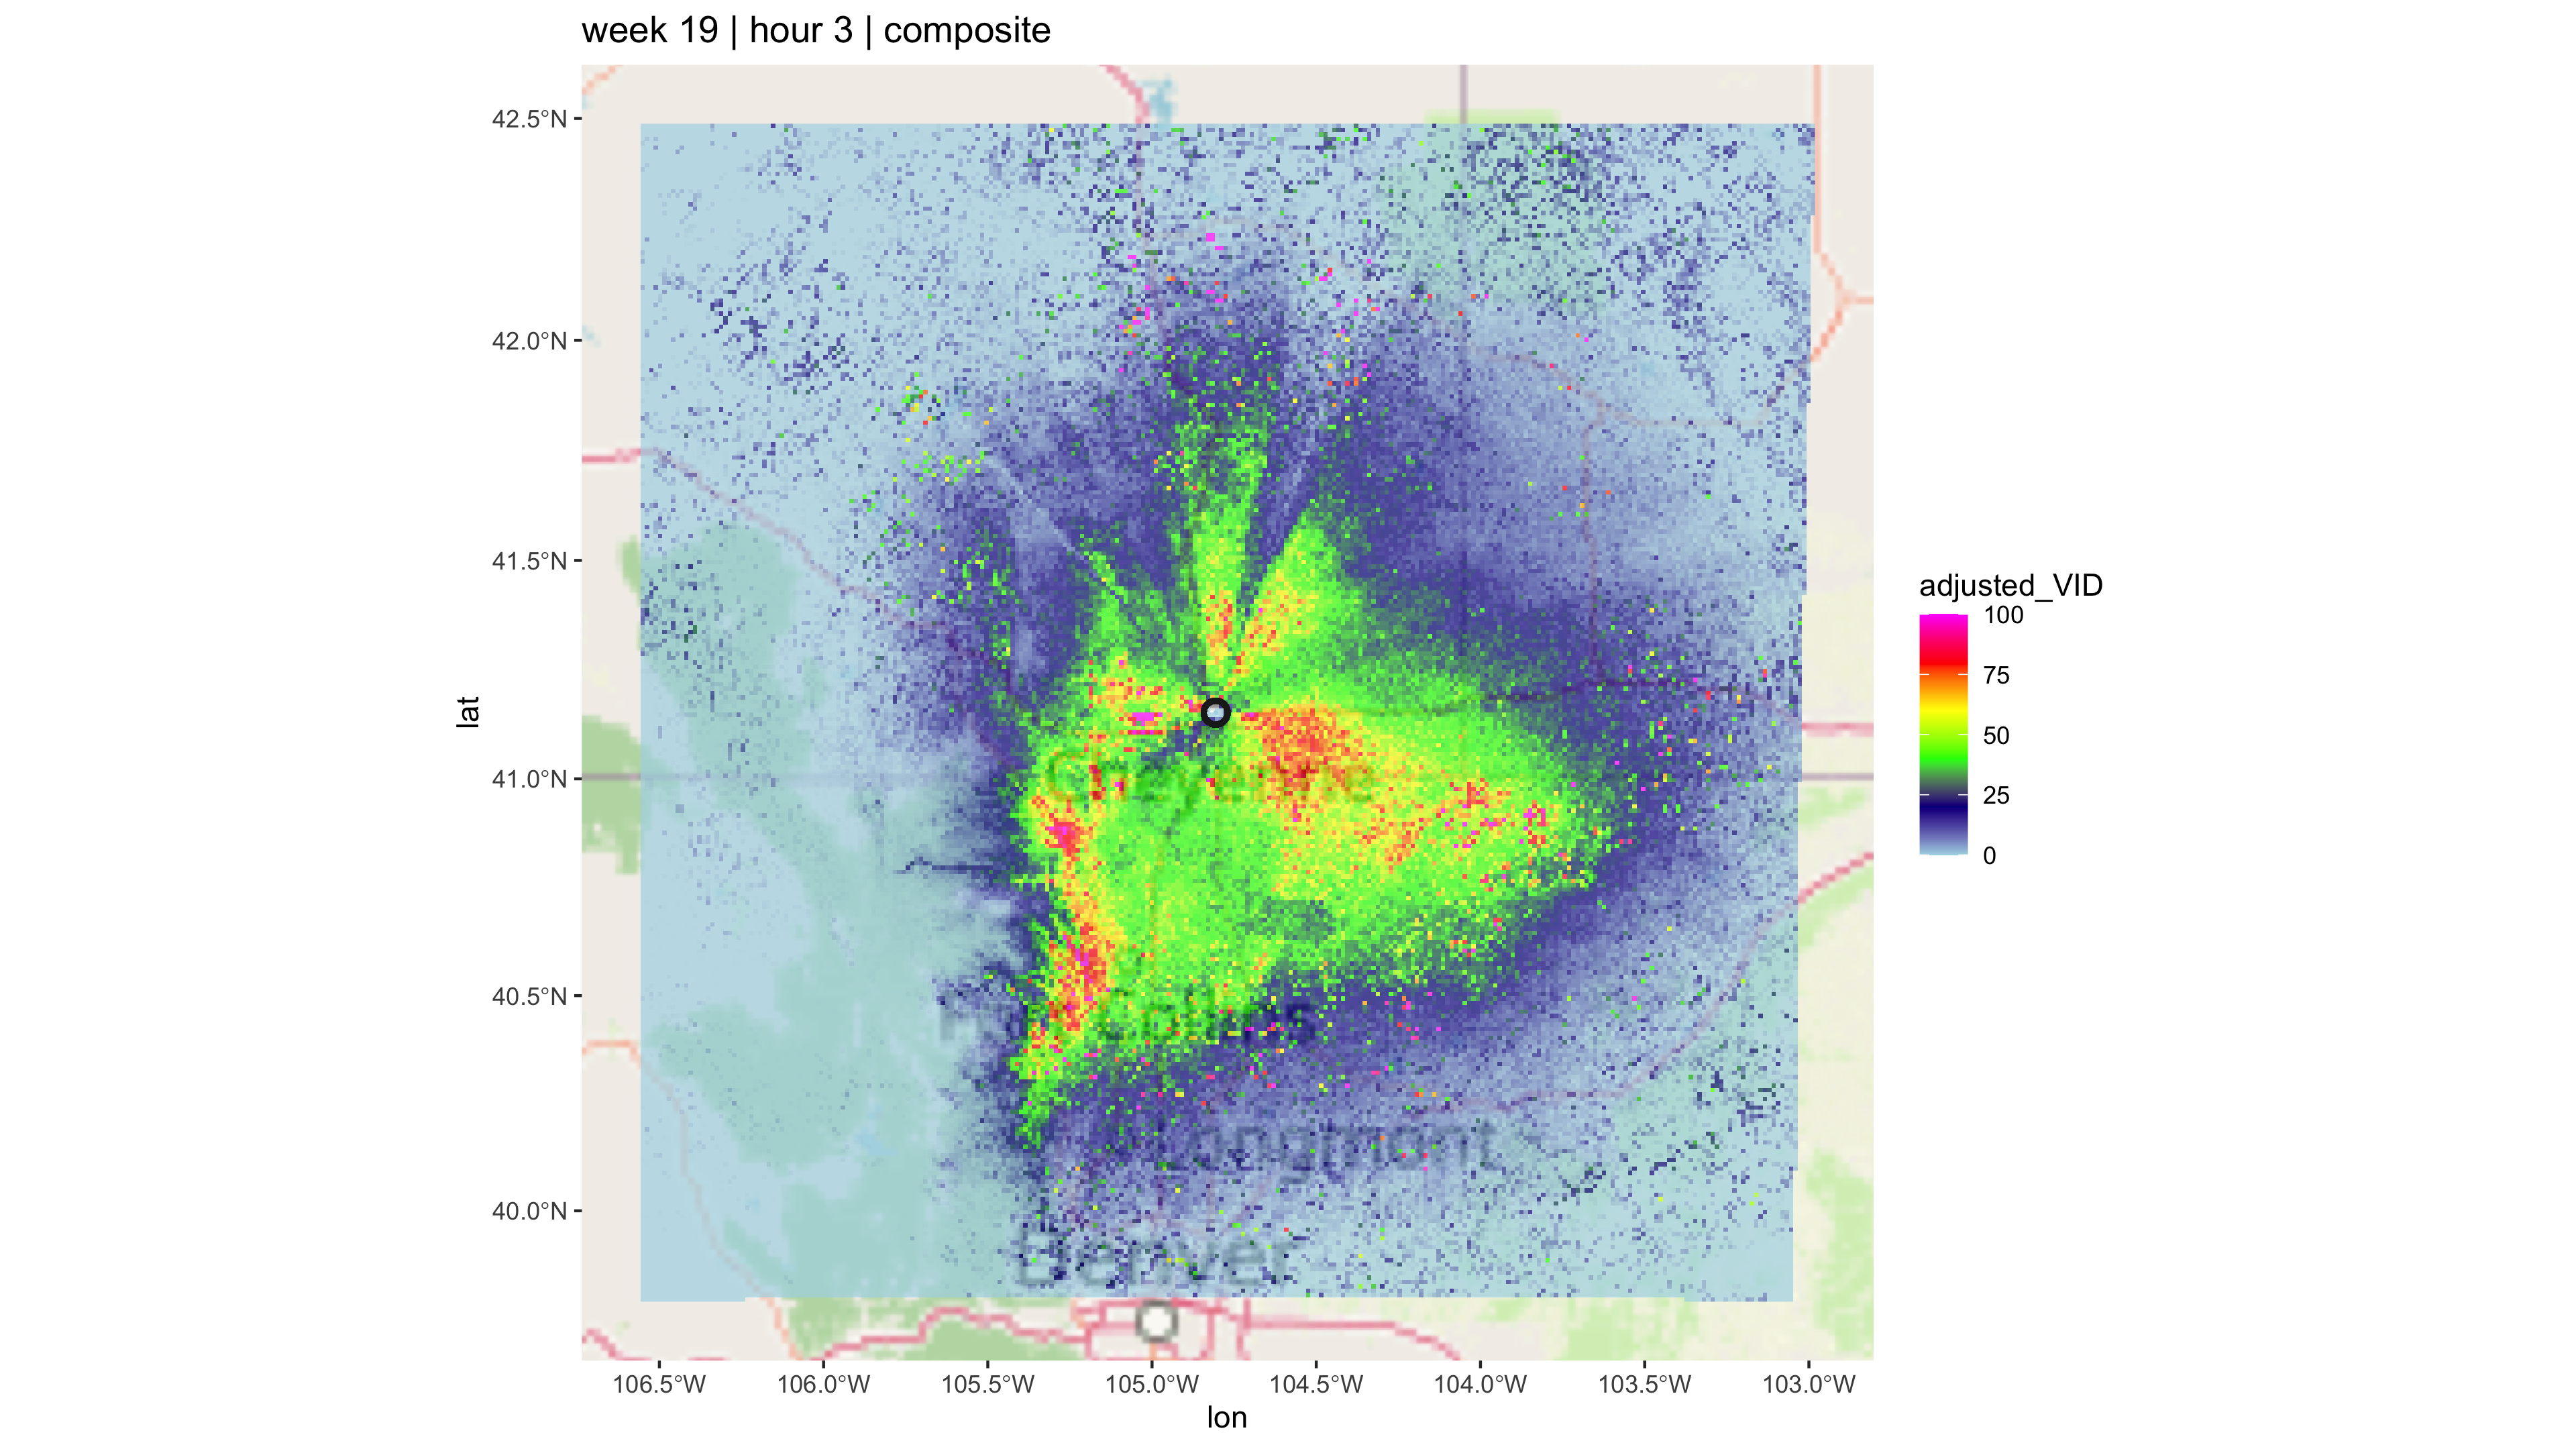 week 19 | hour 3 | composite
42.5°N
42.0°N
41.5°N
41.0°N
40.5°N
40.0°N
lat
Cheyenne
Fort Collins
Longmont
Denver
106.5°W 106.0°W 105.5°W 105.0°W 104.5°W 104.0°W 103.5°W 103.0°W
lon
adjusted_VID
100
75
50
25
0